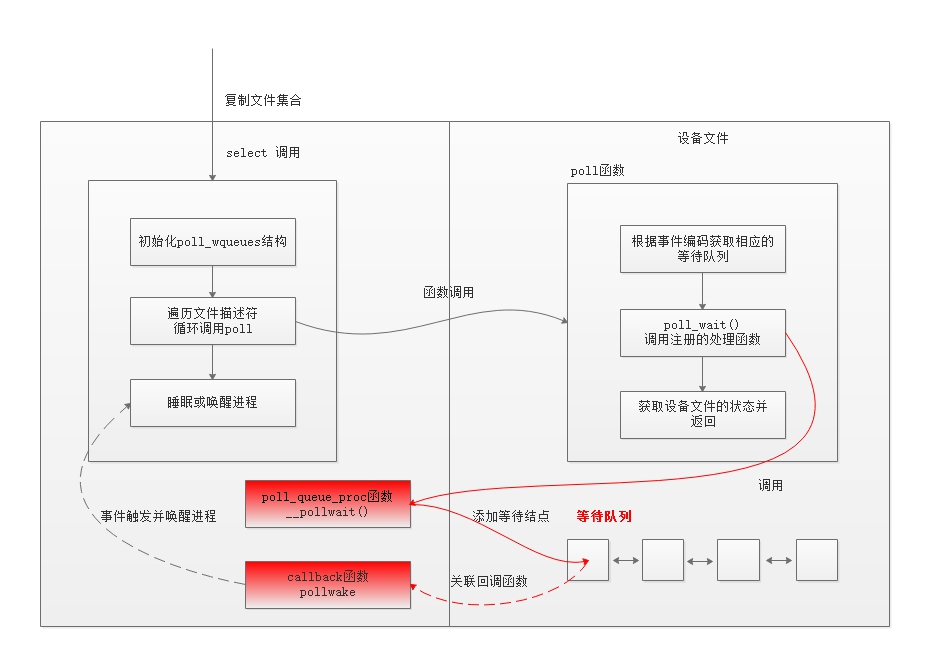 复制文件集合
select 调用
设备文件
poll函数
初始化poll_wqueues结构
遍历文件描述符
循环调用poll
睡眠或唤醒进程
函数调用
根据事件编码获取相应的
等待队列
poll_wait()
调用注册的处理函数
获取设备文件的状态并
返回
调用
poll_queue_proc函数
__pollwait()
添加等待结点
等待队列
事件触发并唤醒进程
callback函数
pollwake
关联回调函数